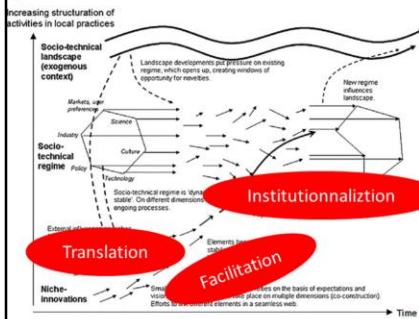 Increasing structuration of
activities in local practices
Socio-technical
landscape
(exogenous
context)
Landscape developments put pressure on existing
regime, which opens up, creating windows of
opportunity for novelties.
Markets, user
preferences
Science
Industry
Culture
Policy
Technology
Socio-
technical
regime
New regime
influences
landscape.
Socio-technical regime is 'dyna
stable'. On different dimensions
ongoing processes.
Institutionnaliztion
External
Translation
Facilitation
Elements
Niche-
innovations
Smal
on the basis of expectations and
vision
place on multiple dimensions (co-construction).
Efforts to
different elements in a seamless web.
Time